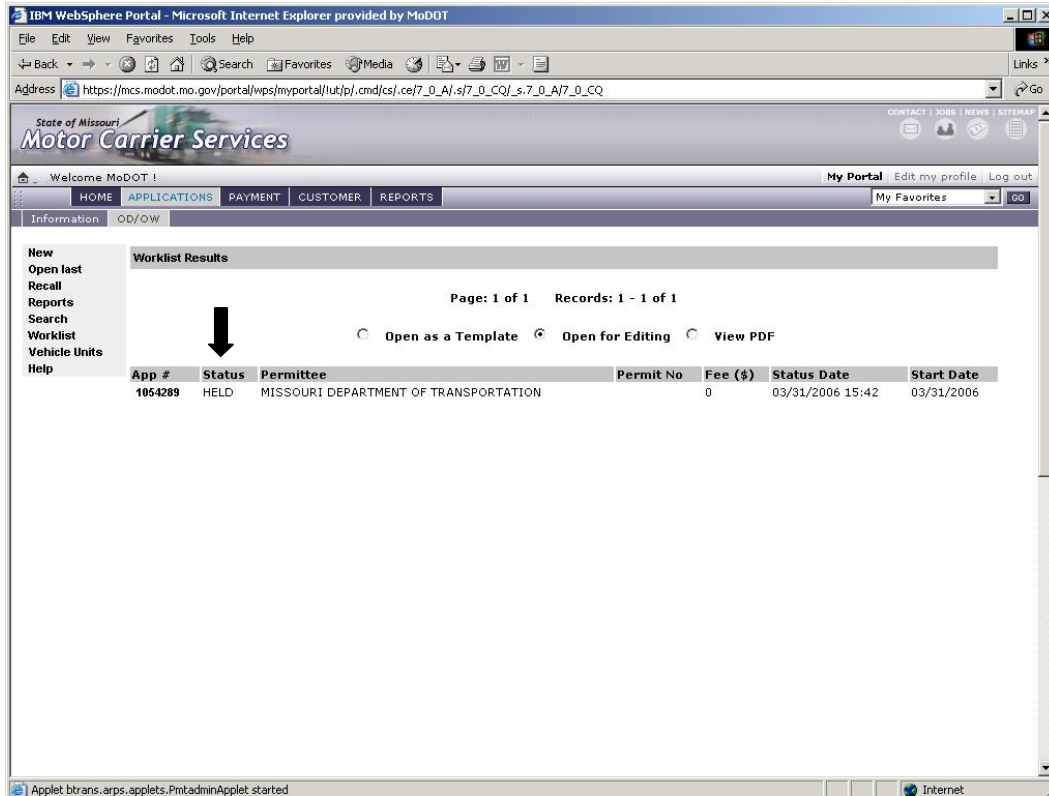 IBM WebSphere Portal - Microsoft Internet Explorer provided by MoDOT
File Edit View Favorites Tools Help
Back Search Favorites Media Links
Address https://mcs.modot.mo.gov/portal/wps/myportal/!ut/p/.cmd/cs/.ce/7_0_A/.s/7_0_CQ/_s.7_0_A/7_0_CQ Go
CONTACT | JOBS | NEWS | SITEMAP
State of Missouri
Motor Carrier Services
Welcome MoDOT ! My Portal Edit my profile Log out
HOME APPLICATIONS PAYMENT CUSTOMER REPORTS My Favorites GO
Information OD/OW
New
Open last
Recall
Reports
Search
Worklist
Vehicle Units
Help
Worklist Results
Page: 1 of 1 Records: 1 - 1 of 1
Open as a Template Open for Editing View PDF
App # Status Permittee Permit No Fee ($) Status Date Start Date
1054289 HELD MISSOURI DEPARTMENT OF TRANSPORTATION 0 03/31/2006 15:42 03/31/2006
Applet btrans.arps.applets.PmtadminApplet started Internet